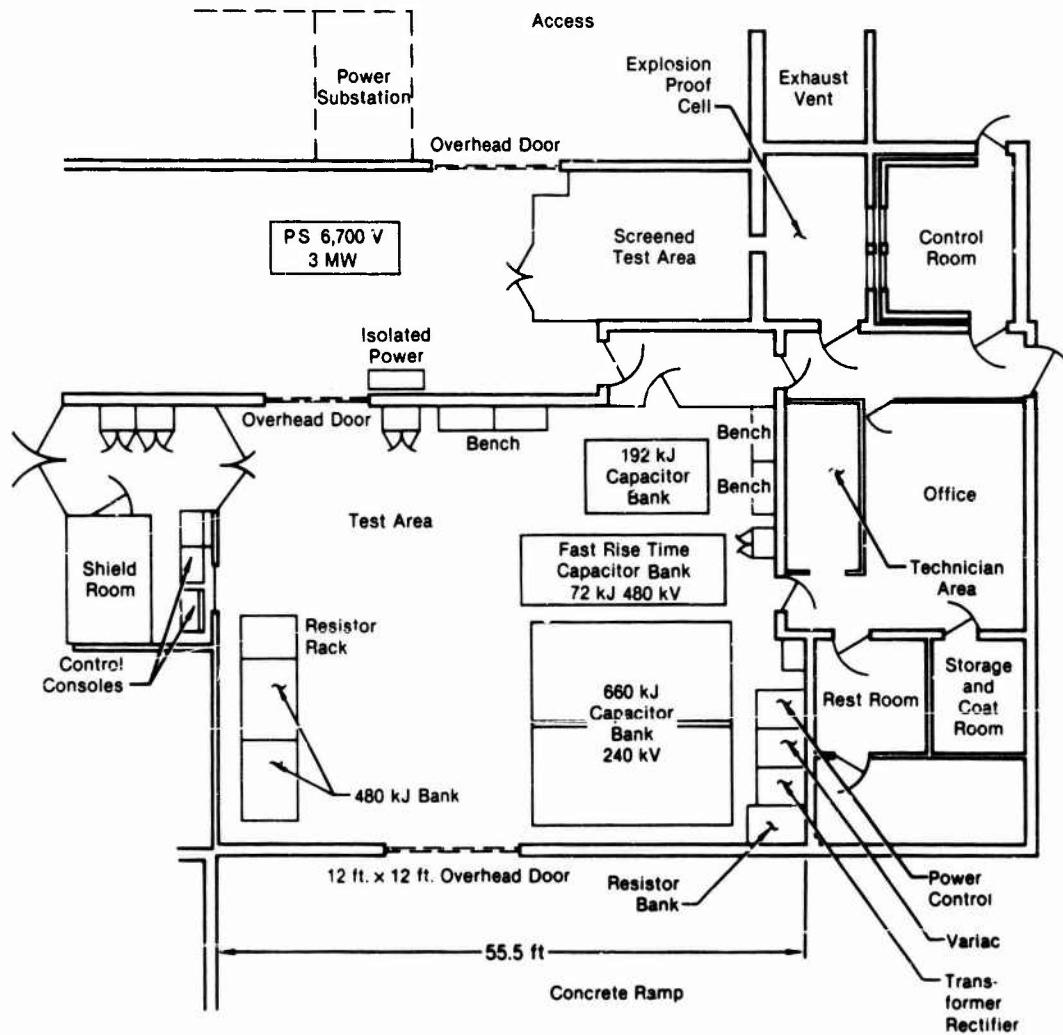 Access
Power
Substation
Explosion
Proof
Cell
Exhaust
Vent
Overhead Door
PS 6,700 V
3 MW
Screened
Test Area
Control
Room
Isolated
Power
Overhead Door
Bench
192 kJ
Capacitor
Bank
Bench
Bench
Office
Test Area
Fast Rise Time
Capacitor Bank
72 kJ 480 kV
Shield
Room
Technician
Area
Control
Consoles
Resistor
Rack
660 kJ
Capacitor
Bank
240 kV
Rest Room
Storage
and
Coat
Room
480 kJ Bank
12 ft. x 12 ft. Overhead Door
Resistor
Bank
Power
Control
Variac
55.5 ft
Concrete Ramp
Trans-
former
Rectifier